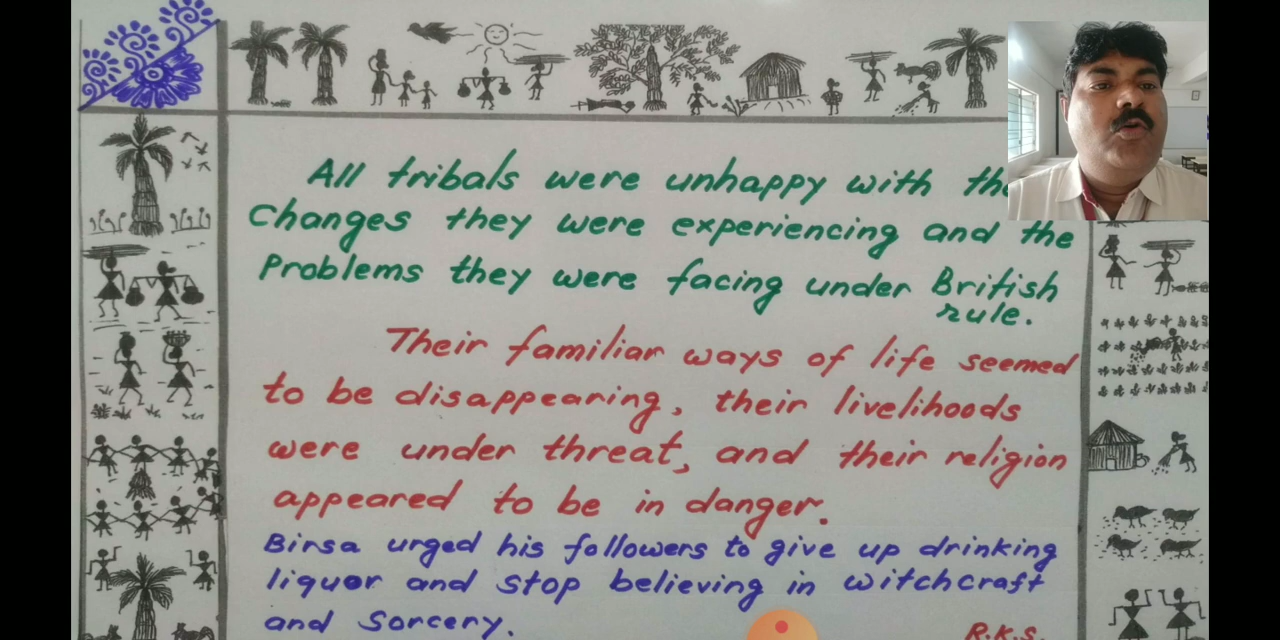 All tribals were unhappy with the
Changes they were experiencing and the
Problems they were facing under British
rule.
Their familiar ways of life seemed
to be disappearing, their livelihoods
were under threat, and their religion
appeared to be in danger.
Birsa urged his followers to give up drinking
liquor and stop believing in witchcraft
and Sorcery.
R.K.S.